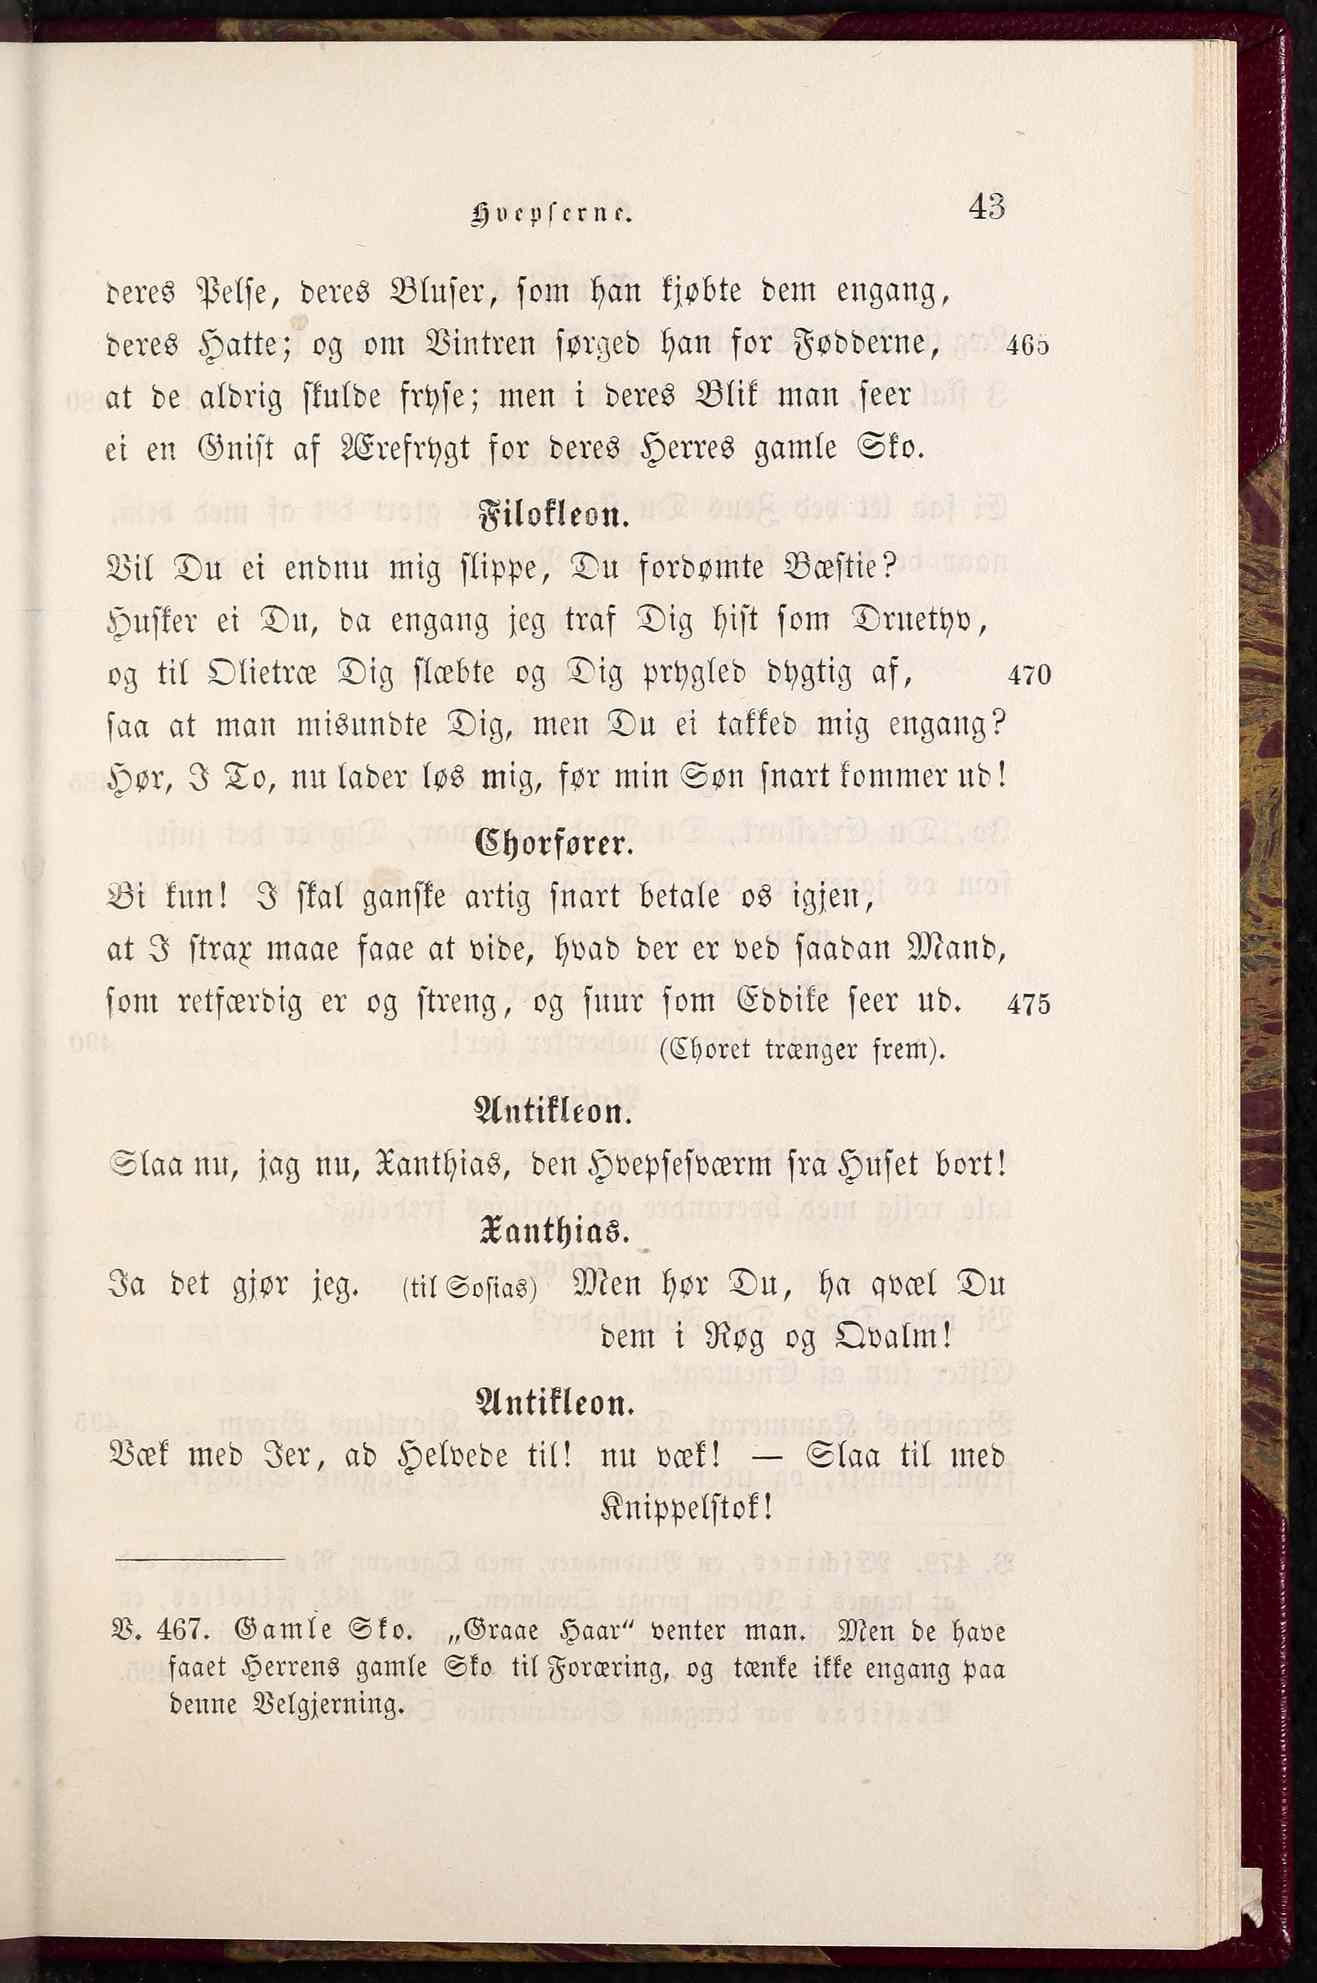 Hvepserne.
43
deres Pelse, deres Bluser, som han kjøbte dem engang,
deres Hatte; og om Vintren sørged han for Fødderne, 465
at de aldrig skulde fryse; men i deres Blik man seer
ei en Gnist af Ærefrygt for deres Herres gamle Sko.
Filokleon.
Vil Du ei endnu mig slippe, Du fordømte Bæstie?
Husker ei Du, da engang jeg traf Dig hist som Druetyv,
og til Olietræ Dig slæbte og Dig prygled dygtig af, 470
saa at man misundte Dig, men Du ei takked mig engang?
Hør, I To, nu lader løs mig, før min Søn snart kommer ud!
Chorfører.
Bi kun! I skal ganske artig snart betale os igjen,
at I strax maae faae at vide, hvad der er ved saadan Mand,
som retfærdig er og streng, og suur som Eddike seer ud. 475
(Choret trænger frem).
Antikleon.
Slaa nu, jag nu, Xanthias, den Hvepsesværm fra Huset bort!
Xanthias.
Ja det gjør jeg. (til Sosias) Men hør Du, ha qvæl Du
dem i Røg og Qvalm!
Antikleon.
Væk med Jer, ad Helvede til! nu væk! — Slaa til med
Knippelstok!
V. 467. Gamle Sko. „Graae Haar“ venter man. Men de have
faaet Herrens gamle Sko til Foræring, og tænke ikke engang paa
denne Velgjerning.